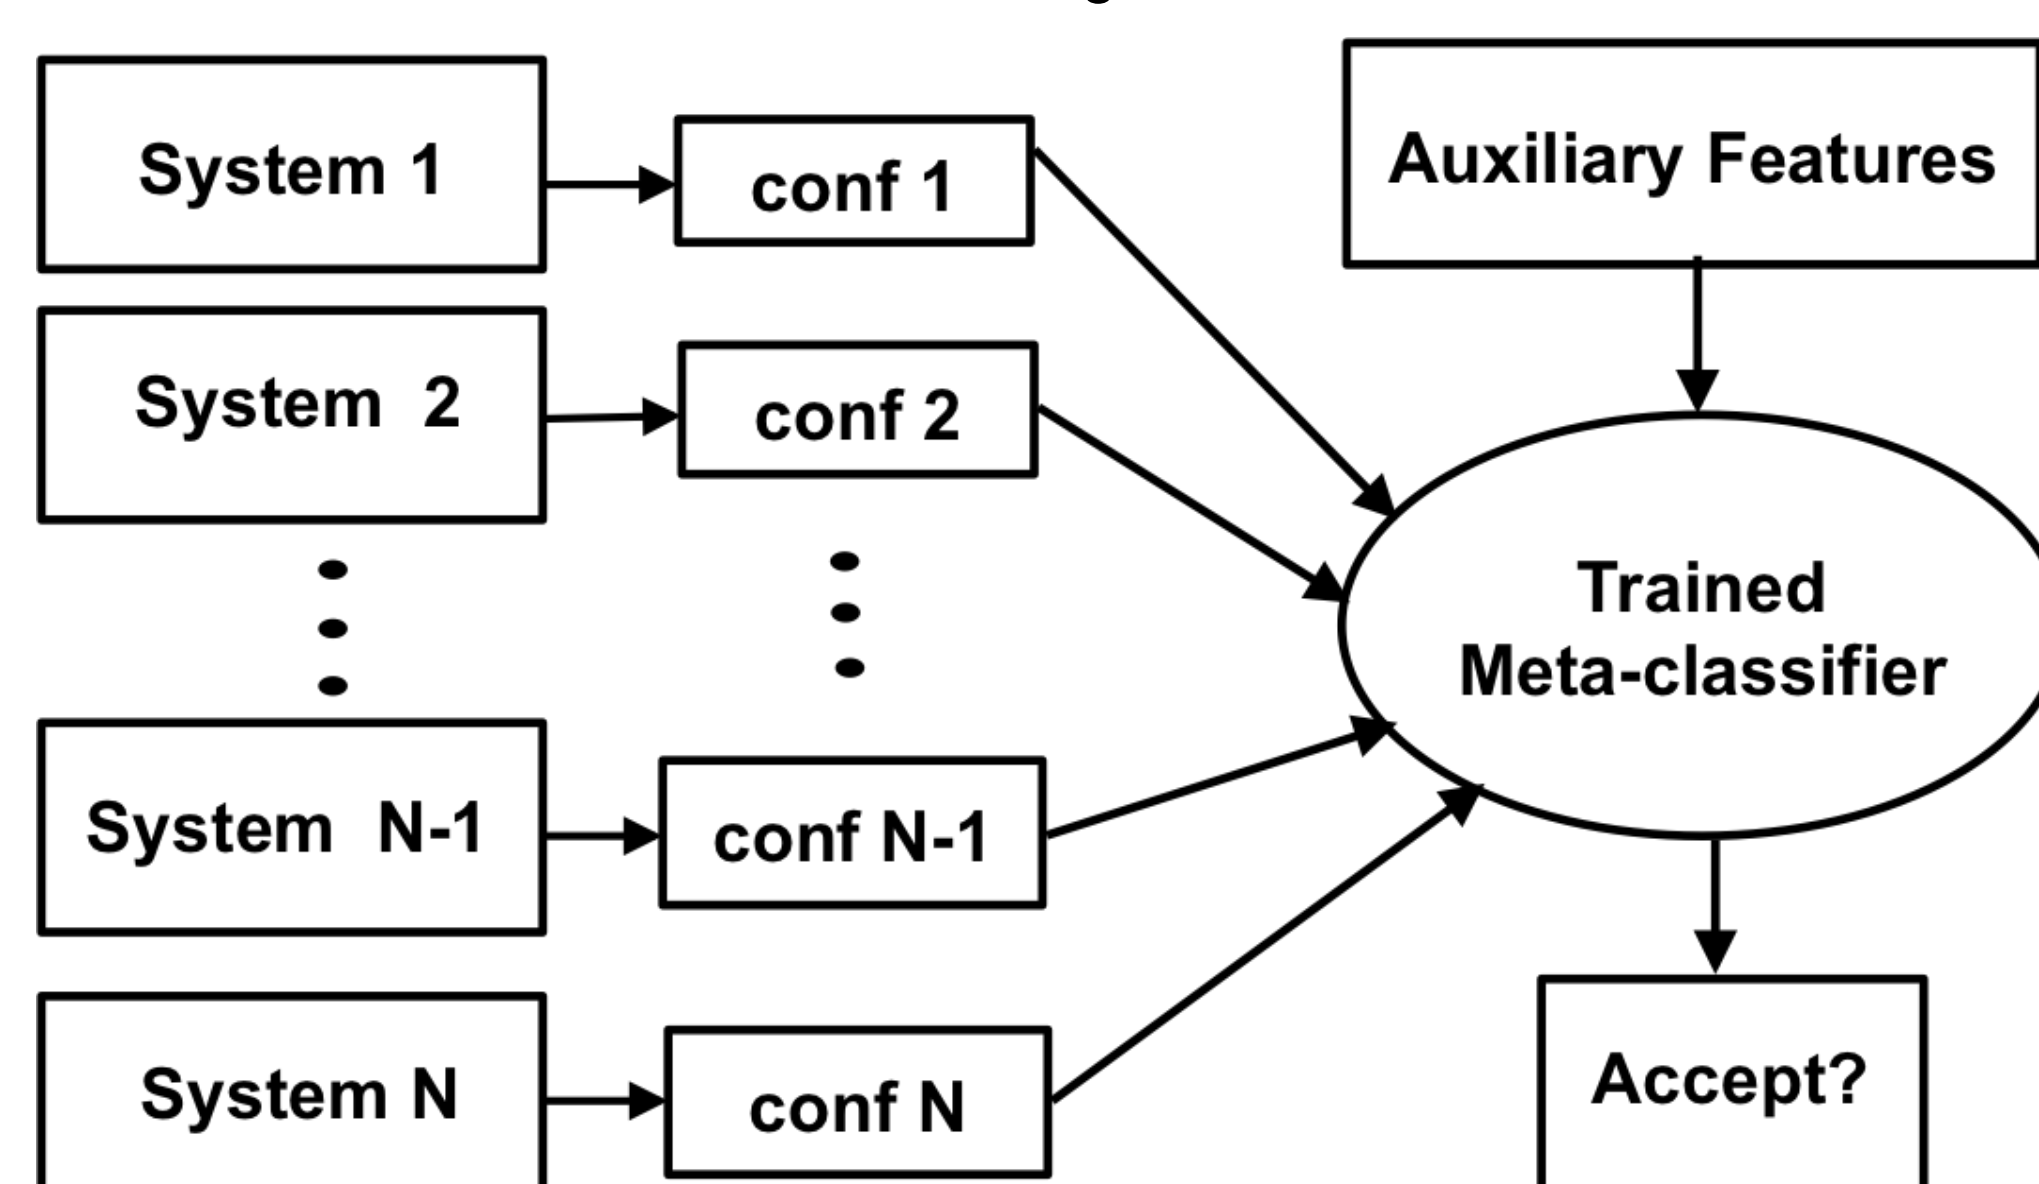 System 1
conf 1
Auxiliary Features
System 2
conf 2
Trained
Meta-classifier
System N-1
conf N-1
System N
conf N
Accept?